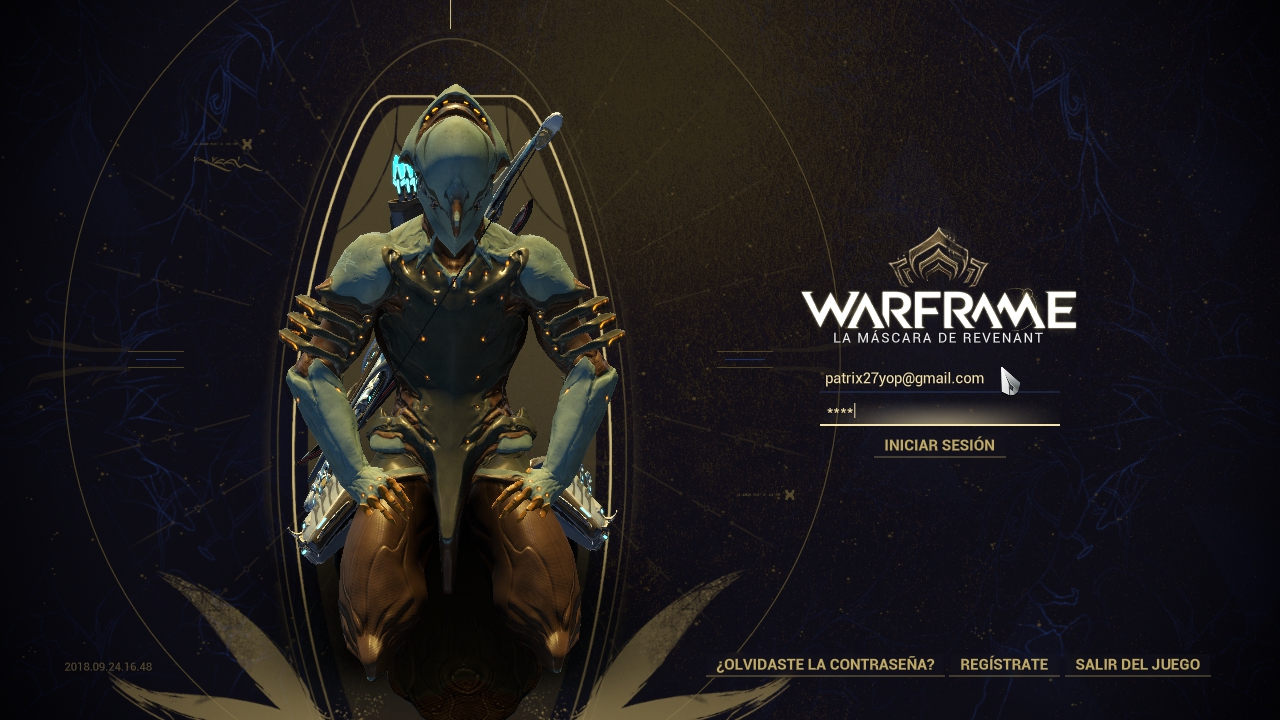 WARFRAME
LA MÁSCARA DE REVENANT
patrix27yop@gmail.com
****
INICIAR SESIÓN
2018.09.24.16.48
¿OLVIDASTE LA CONTRASEÑA? REGÍSTRATE SALIR DEL JUEGO